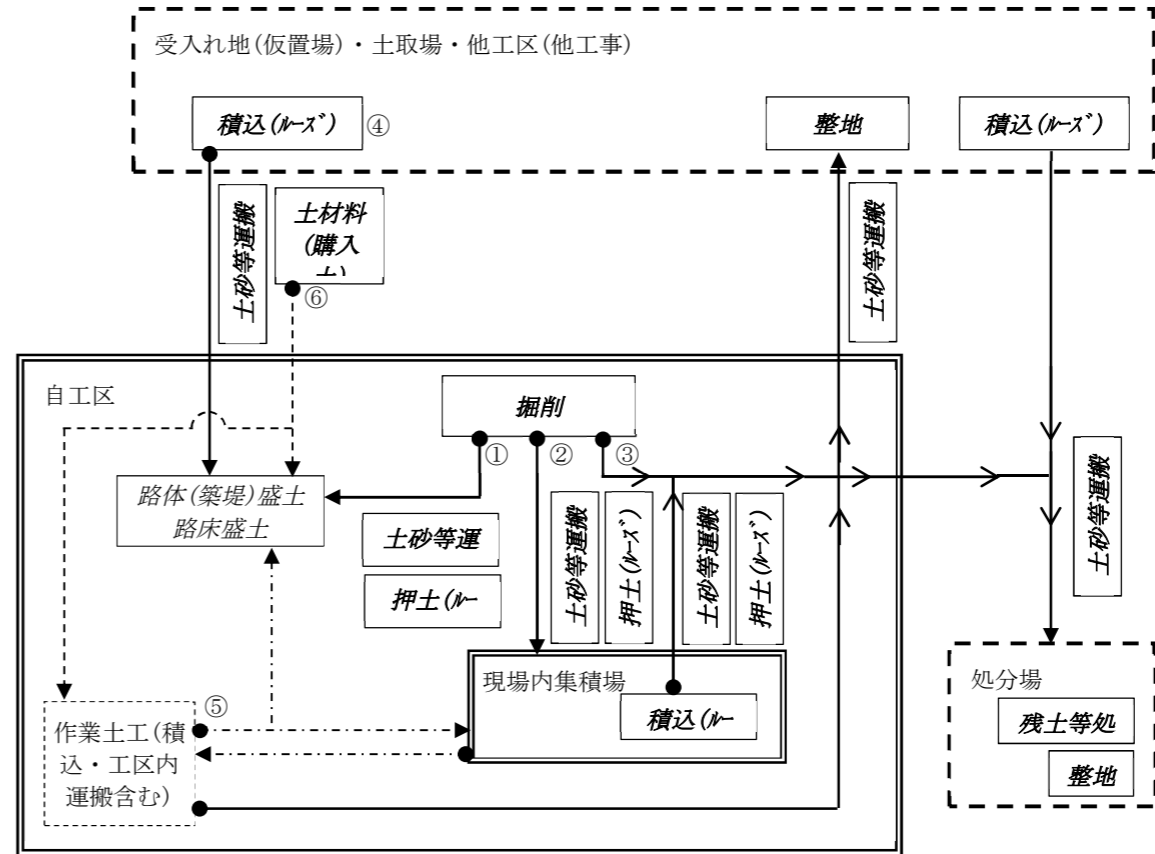 受入れ地(仮置場)・土取場・他工区(他工事)
積込(ﾙｰｽﾞ)
④
整地
積込(ﾙｰｽﾞ)
土砂等運搬
土材料
(購入
⑥
土砂等運搬
自工区
掘削
①
②
③
路体(築堤)盛土
路床盛土
土砂等運
押土(ﾙｰ
土砂等運搬
押土(ﾙｰｽﾞ)
土砂等運搬
押土(ﾙｰｽﾞ)
土砂等運搬
現場内集積場
積込(ﾙｰ
⑤
作業土工(積
込・工区内
運搬含む)
処分場
残土等処
整地